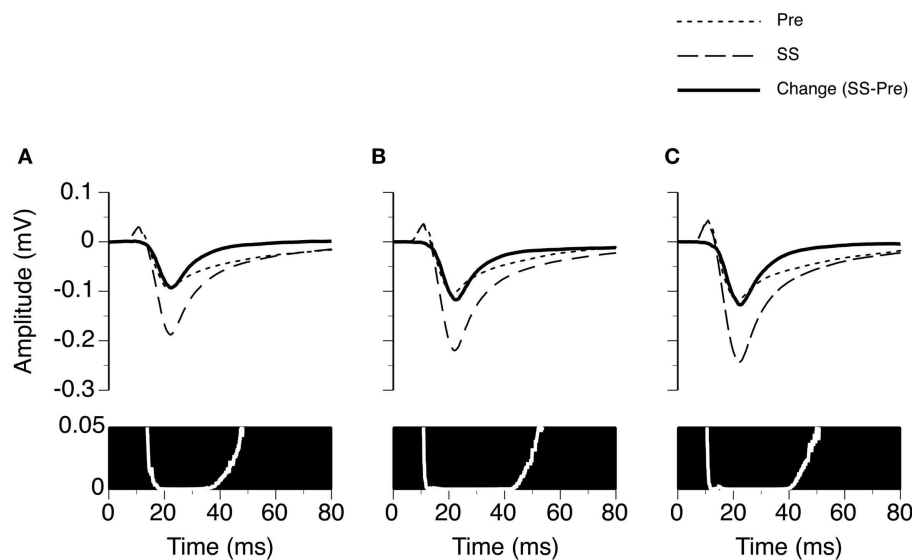 Pre
SS
Change (SS-Pre)
A
B
C
Amplitude (mV)
0.1
0
-0.1
-0.2
-0.3
0.05
0
0 20 40 60 80
0 20 40 60 80
0 20 40 60 80
Time (ms)
Time (ms)
Time (ms)